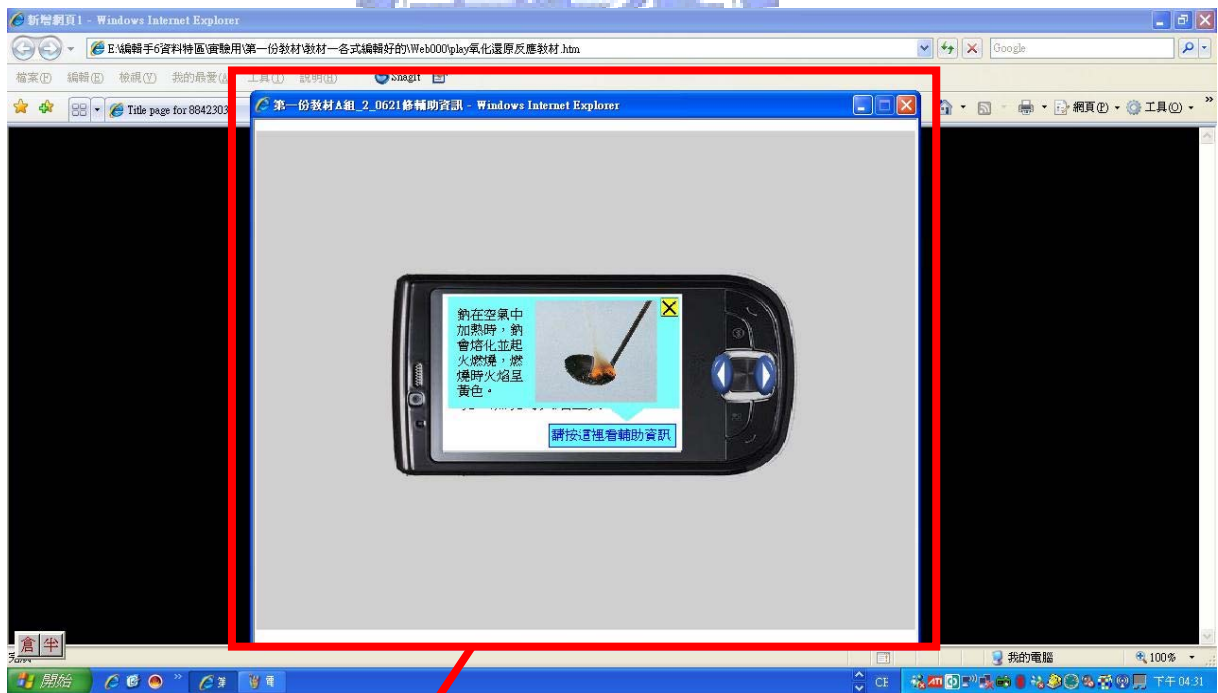 新增網頁1 - Windows Internet Explorer
E:\編輯手6資料特區\實驗用\第一份教材\教材一各式編輯好的\Web000\play氧化還原反應教材.htm
Google
檔案(F) 編輯(E) 檢視(V) 我的最愛(A) 工具(T) 說明(H) SnagIt
Title page for 8842303
網頁(P) 工具(O)
第一份教材A組_2_0621修輔助資訊 - Windows Internet Explorer
鈉在空氣中
加熱時，鈉
會熔化並起
火燃燒，燃
燒時火焰呈
黃色。
請按這裡看輔助資訊
倉 半
我的電腦 100%
開始
CH
下午 04:31